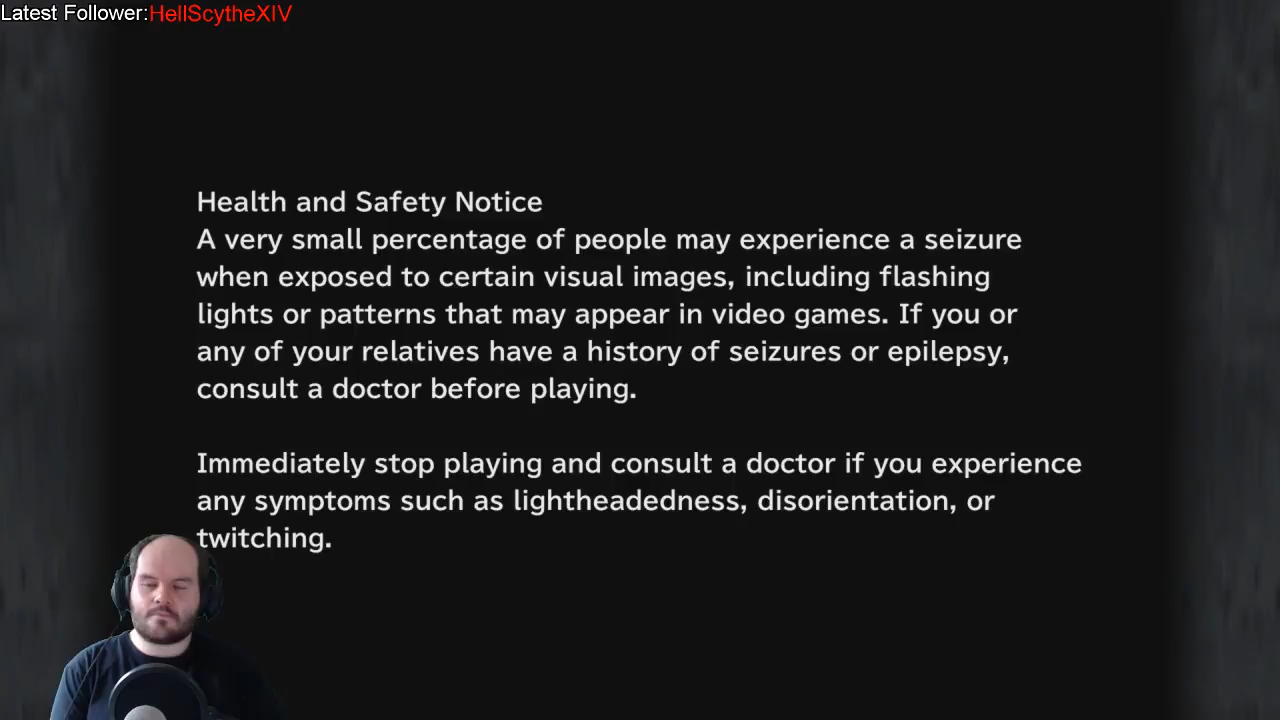 Latest Follower:HellScytheXIV
Health and Safety Notice
A very small percentage of people may experience a seizure
when exposed to certain visual images, including flashing
lights or patterns that may appear in video games. If you or
any of your relatives have a history of seizures or epilepsy,
consult a doctor before playing.
Immediately stop playing and consult a doctor if you experience
any symptoms such as lightheadedness, disorientation, or
twitching.